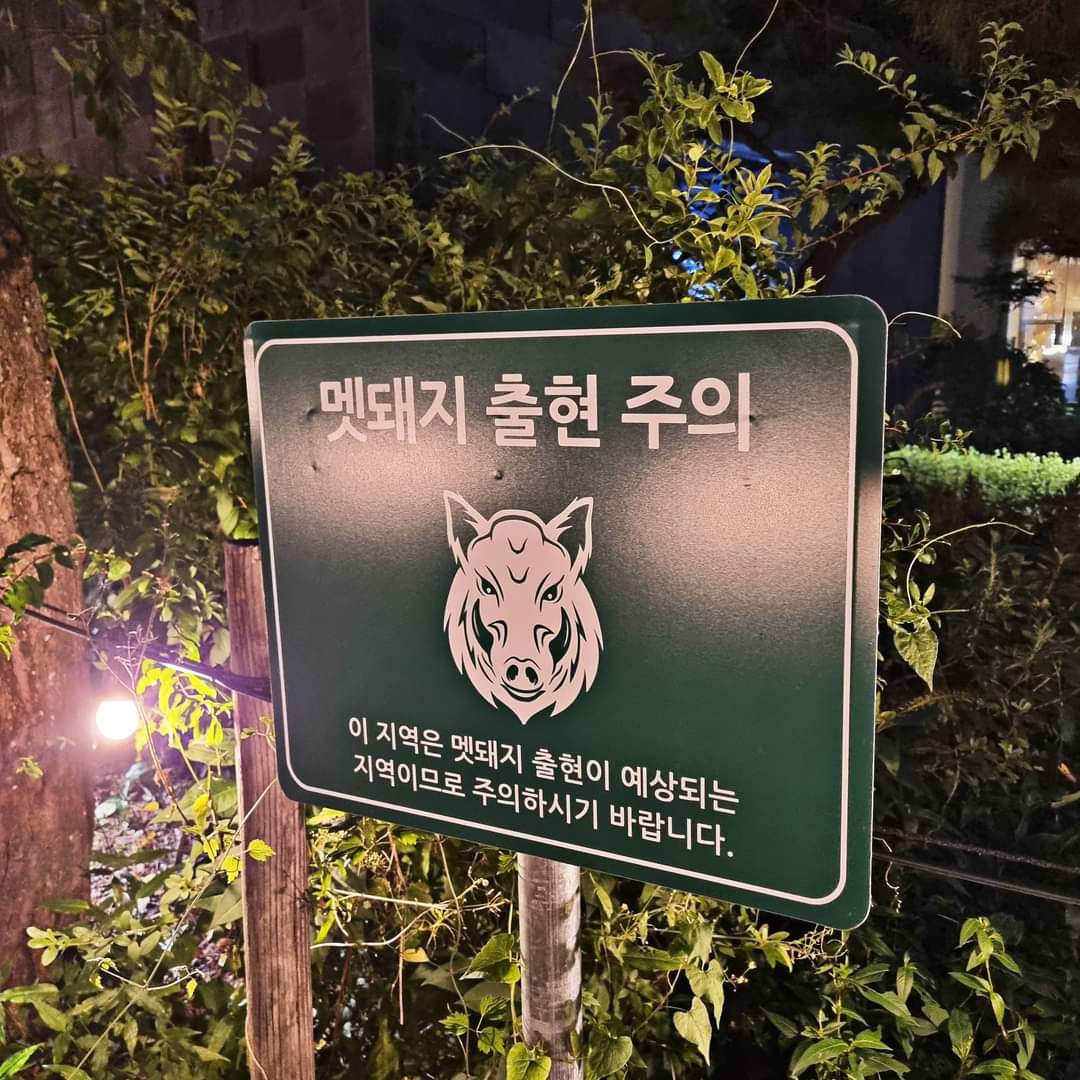 멧돼지 출현 주의
이 지역은 멧돼지 출현이 예상되는
지역이므로 주의하시기 바랍니다.